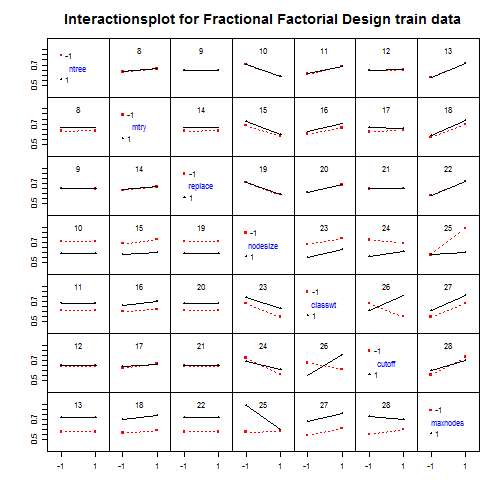 Interactionsplot for Fractional Factorial Design train data
-1 ntree 1 8 9 10 11 12 13
0.5 0.7
8 -1 mtry 1 14 15 16 17 18
0.5 0.7
9 14 -1 replace 1 19 20 21 22
0.5 0.7
10 15 19 -1 nodesize 1 23 24 25
0.5 0.7
11 16 20 23 -1 classwt 1 26 27
0.5 0.7
12 17 21 24 26 -1 cutoff 1 28
0.5 0.7
13 18 22 25 27 28 -1 maxnodes 1
0.5 0.7
-1 1 -1 1 -1 1 -1 1 -1 1 -1 1 -1 1